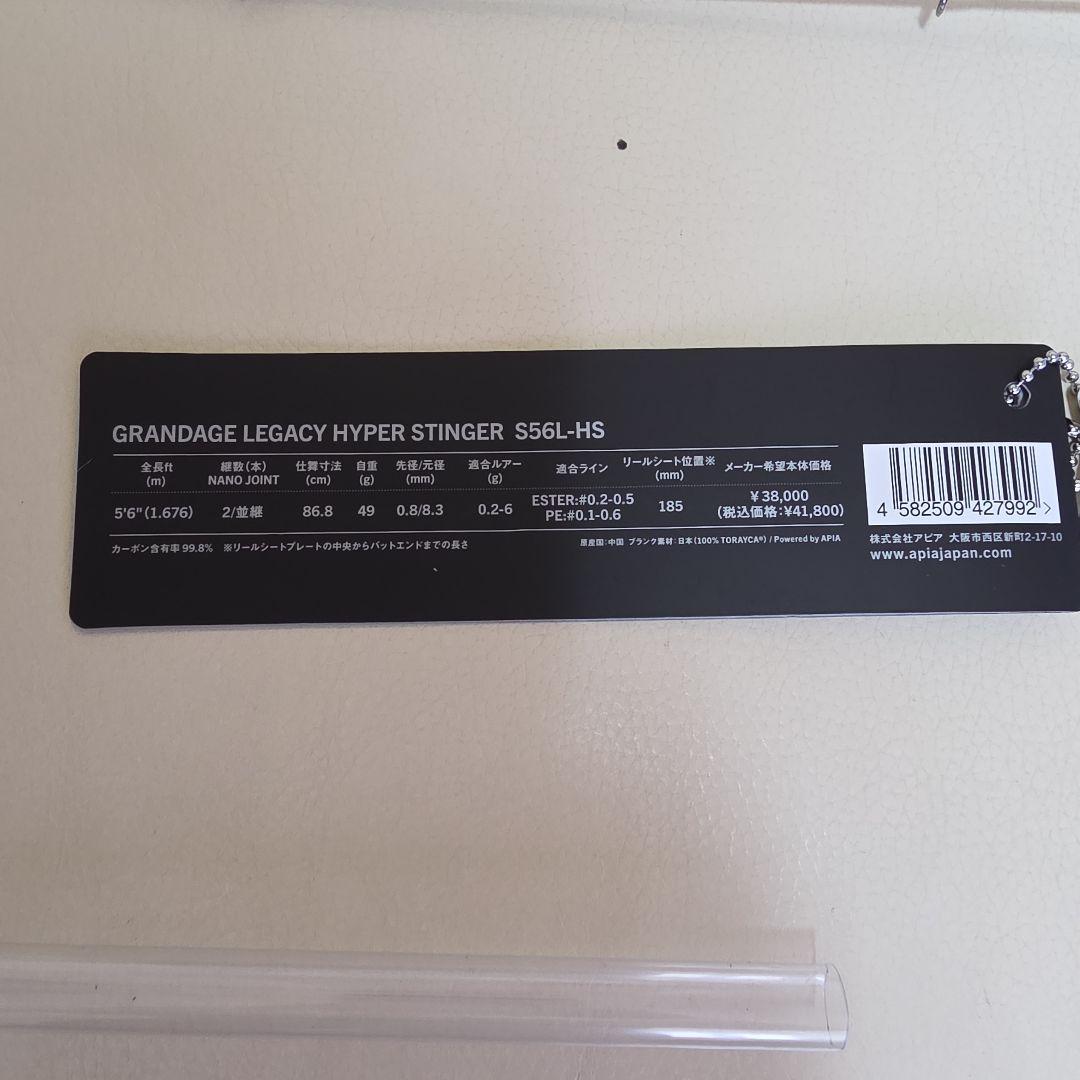 GRANDAGE LEGACY HYPER STINGER S56L-HS
全長ft (m) 継数(本) NANO JOINT 仕舞寸法 (cm) 自重 (g) 先径/元径 (mm) 適合ルアー (g) 適合ライン リールシート位置※ (mm) メーカー希望本体価格
5'6"(1.676) 2/並継 86.8 49 0.8/8.3 0.2-6 ESTER:#0.2-0.5 PE:#0.1-0.6 185 ¥38,000 (税込価格:¥41,800)
カーボン含有率 99.8% ※リールシートプレートの中央からバットエンドまでの長さ
原産国:中国 ブランク素材:日本(100% TORAYCA®) / Powered by APIA
4 582509 427992 >
株式会社アピア 大阪市西区新町2-17-10
www.apiajapan.com